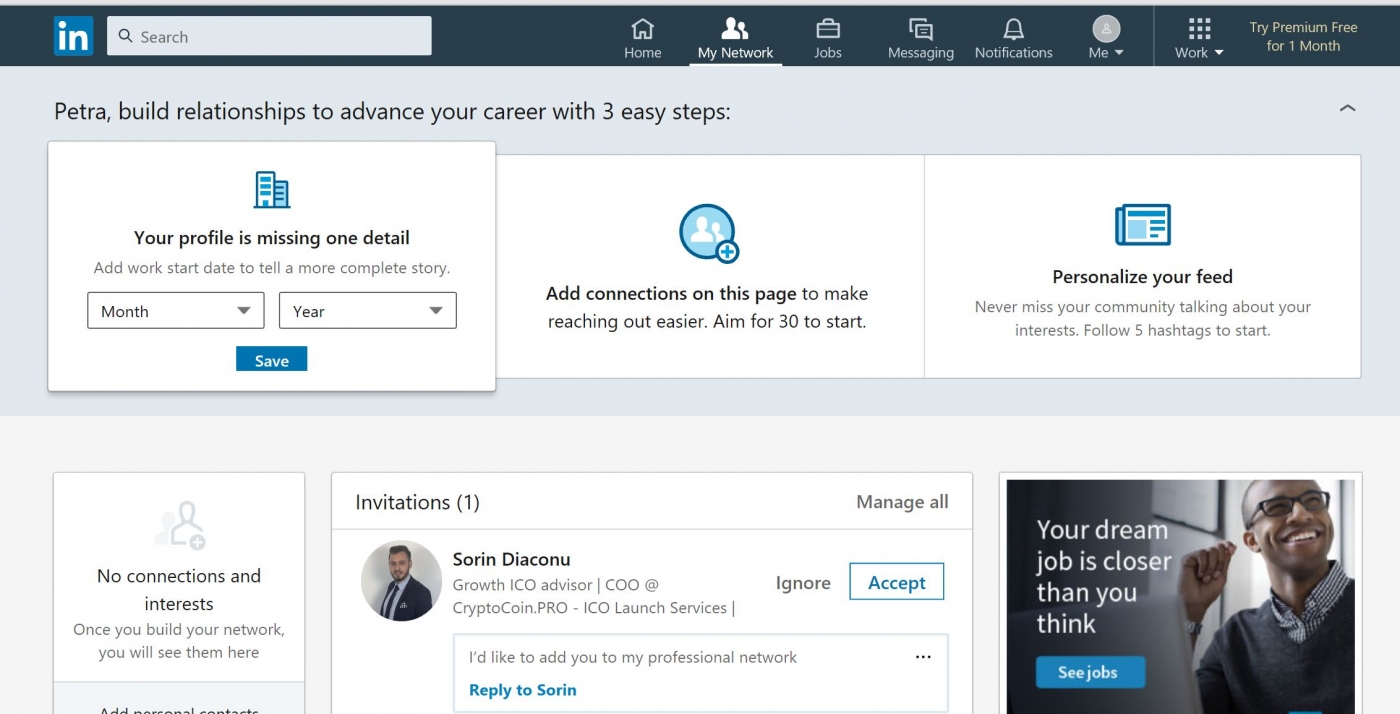 in
Search
Home
My Network
Jobs
Messaging
Notifications
Me
Work
Try Premium Free
for 1 Month
Petra, build relationships to advance your career with 3 easy steps:
Your profile is missing one detail
Add work start date to tell a more complete story.
Month
Year
Save
Add connections on this page to make
reaching out easier. Aim for 30 to start.
Personalize your feed
Never miss your community talking about your
interests. Follow 5 hashtags to start.
No connections and
interests
Once you build your network,
you will see them here
Add personal contacts
Invitations (1)
Manage all
Sorin Diaconu
Growth ICO advisor | COO @
CryptoCoin.PRO - ICO Launch Services |
Ignore
Accept
I'd like to add you to my professional network
...
Reply to Sorin
Your dream
job is closer
than you
think
See jobs